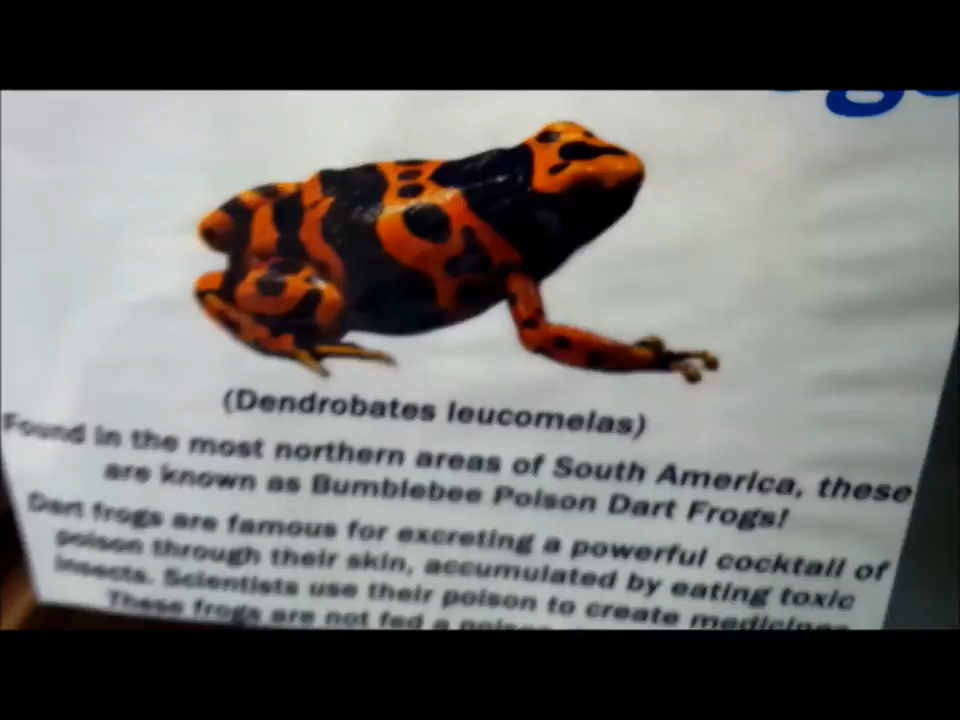 (Dendrobates leucomelas)
Found in the most northern areas of South America, these
are known as Bumblebee Poison Dart Frogs!
Dart frogs are famous for excreting a powerful cocktail of
poison through their skin, accumulated by eating toxic
insects. Scientists use their poison to create medicines
These frogs are not fed a